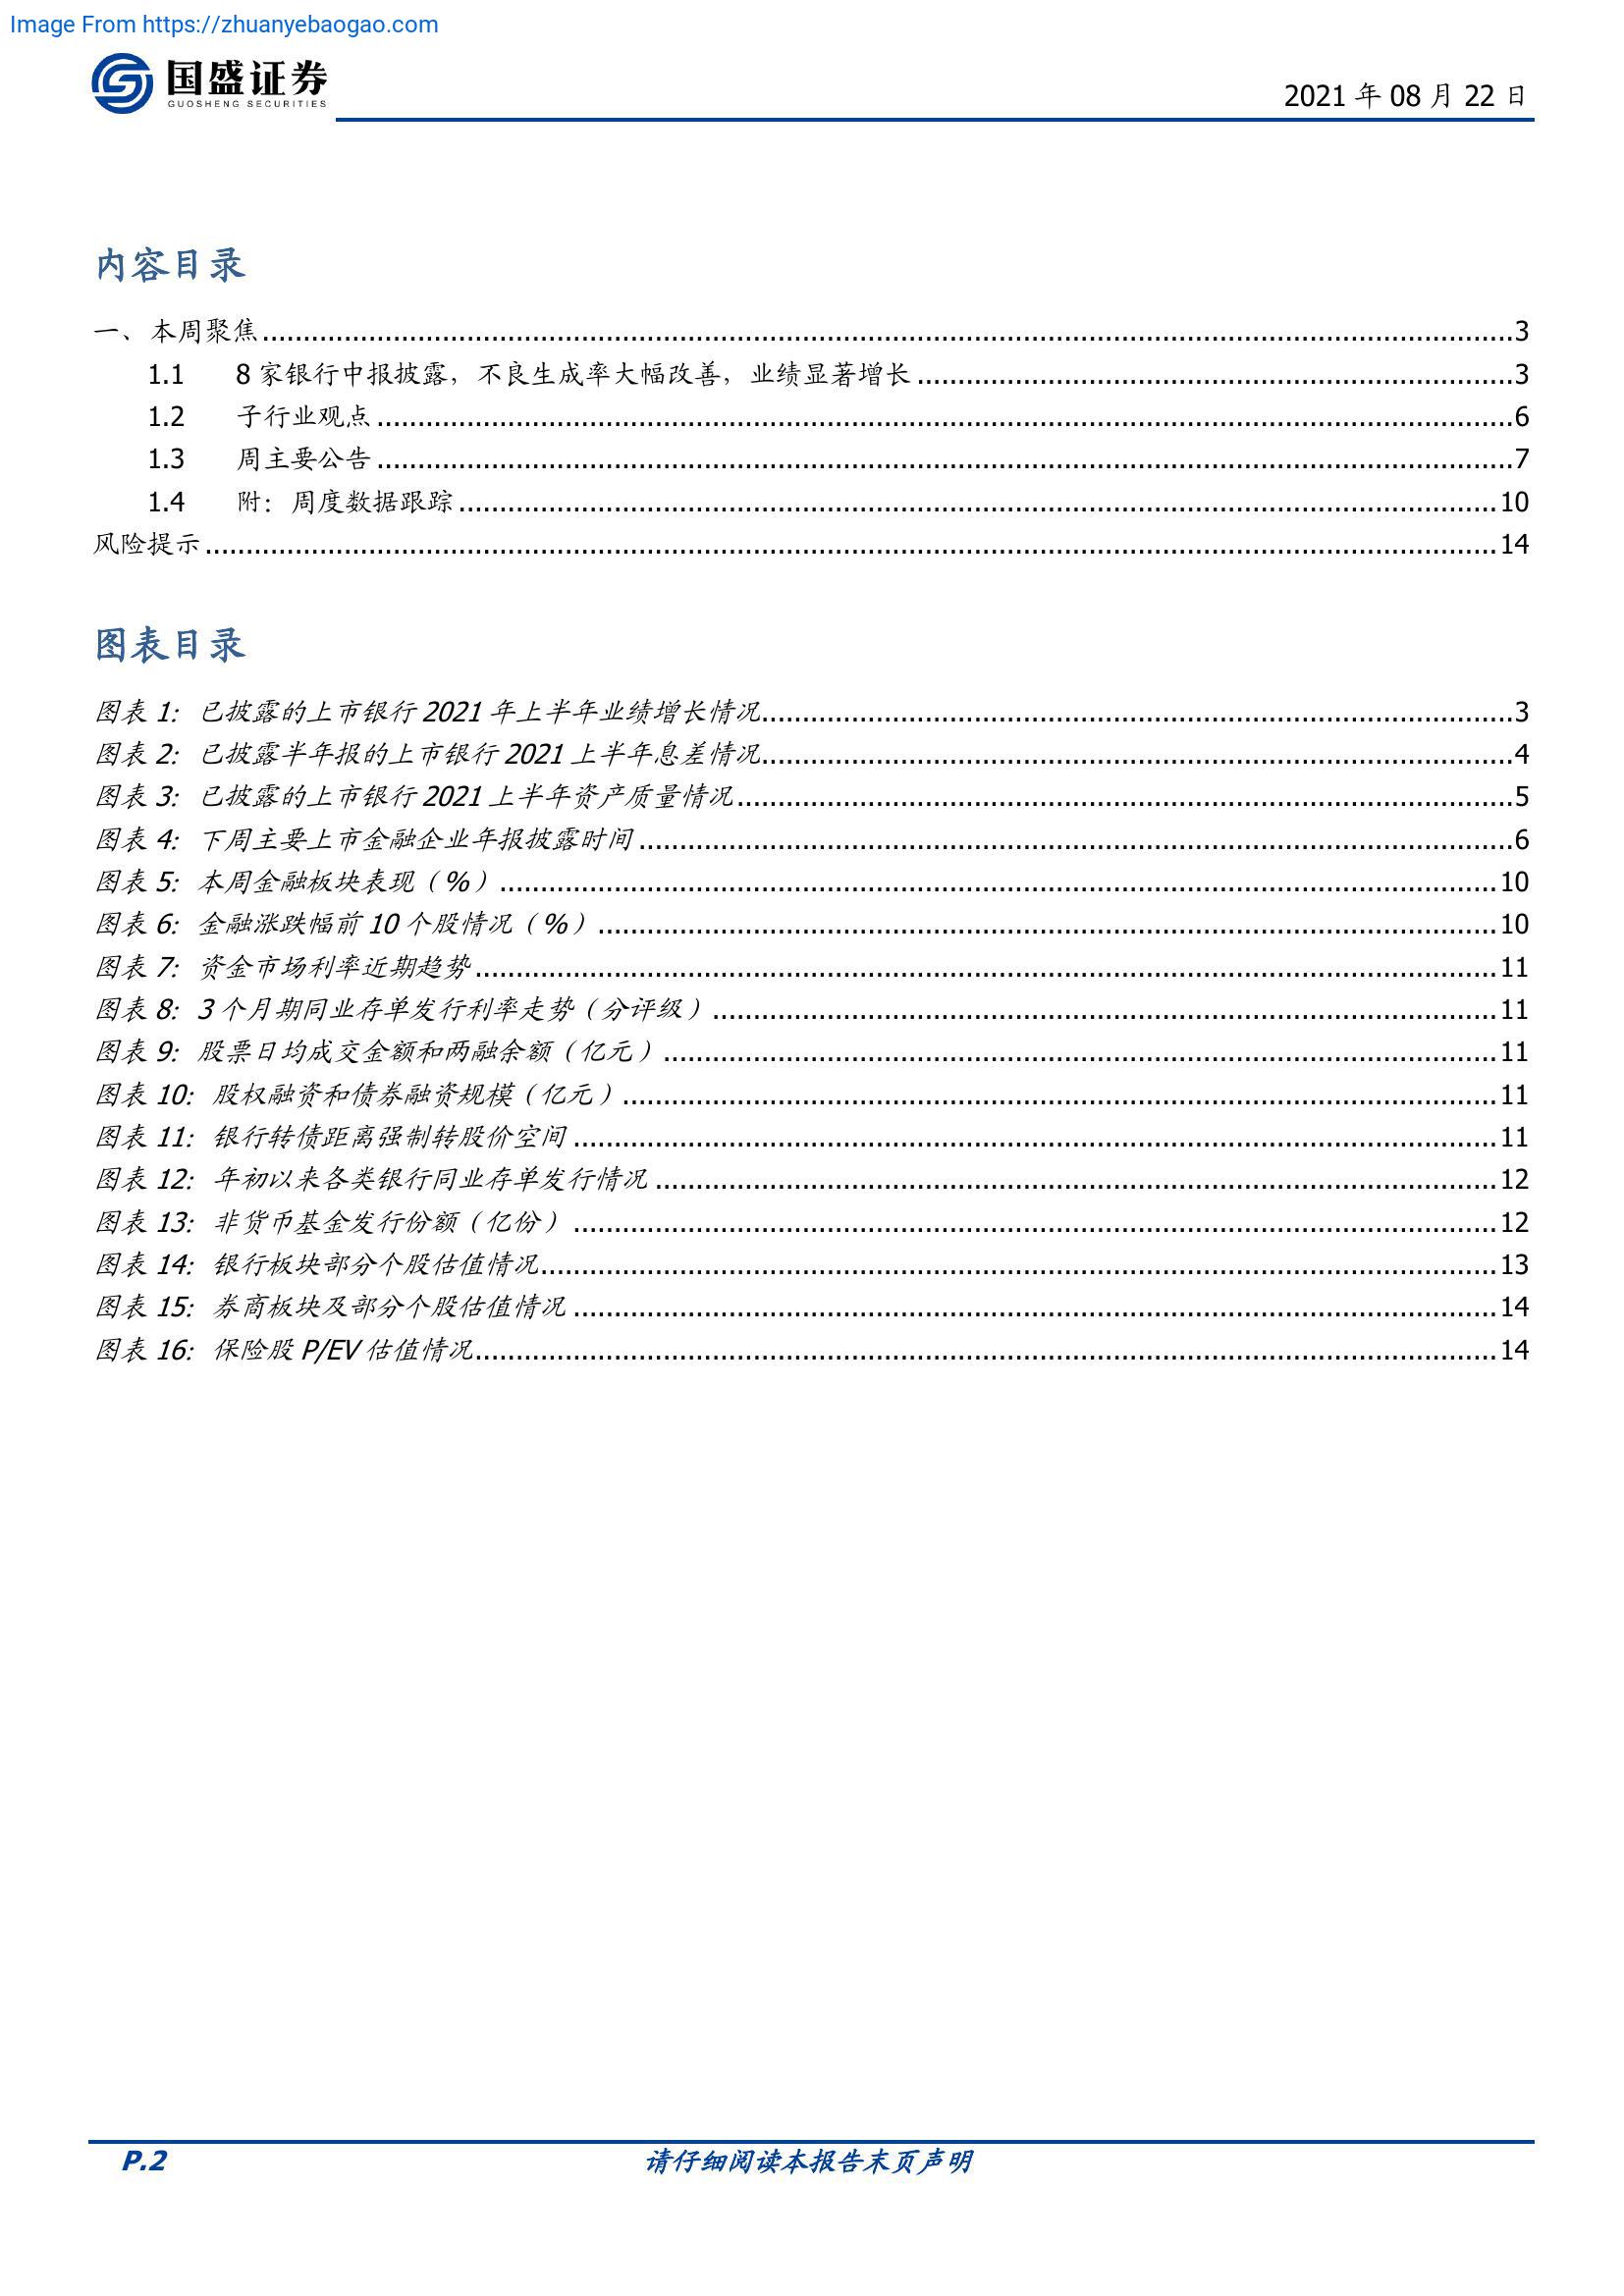 Image From https://zhuanyebaogao.com
国盛证券
GUOSHENG SECURITIES
2021 年 08 月 22 日
内容目录
一、本周聚焦 3
1.1 8 家银行中报披露，不良生成率大幅改善，业绩显著增长 3
1.2 子行业观点 6
1.3 周主要公告 7
1.4 附：周度数据跟踪 10
风险提示 14
图表目录
图表 1: 已披露的上市银行 2021 年上半年业绩增长情况 3
图表 2: 已披露半年报的上市银行 2021 上半年息差情况 4
图表 3: 已披露的上市银行 2021 上半年资产质量情况 5
图表 4: 下周主要上市金融企业年报披露时间 6
图表 5: 本周金融板块表现（%） 10
图表 6: 金融涨跌幅前 10 个股情况（%） 10
图表 7: 资金市场利率近期趋势 11
图表 8: 3 个月期同业存单发行利率走势（分评级） 11
图表 9: 股票日均成交金额和两融余额（亿元） 11
图表 10: 股权融资和债券融资规模（亿元） 11
图表 11: 银行转债距离强制转股价空间 11
图表 12: 年初以来各类银行同业存单发行情况 12
图表 13: 非货币基金发行份额（亿份） 12
图表 14: 银行板块部分个股估值情况 13
图表 15: 券商板块及部分个股估值情况 14
图表 16: 保险股 P/EV 估值情况 14
P.2
请仔细阅读本报告末页声明